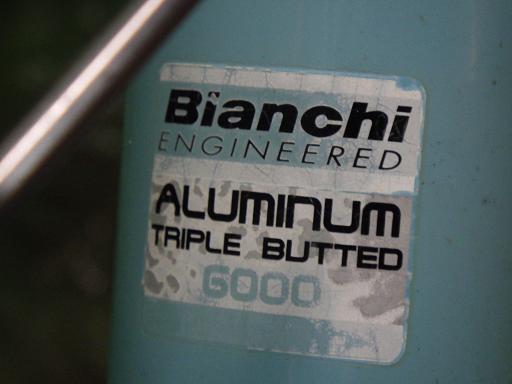 Bianchi
ENGINEERED
ALUMINUM
TRIPLE BUTTED
6000